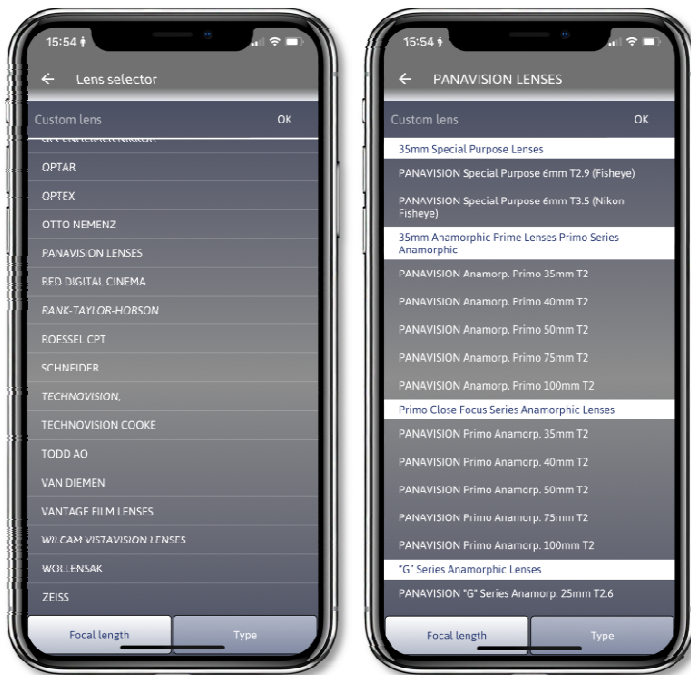 15:54
Lens selector
Custom lens OK
OPTAR
OPTEX
OTTO NEMENZ
PANAVISION LENSES
RED DIGITAL CINEMA
RANK-TAYLOR-HOBSON
ROESSEL CPT
SCHNEIDER
TECHNOVISION,
TECHNOVISION COOKE
TODD AO
VAN DIEMEN
VANTAGE FILM LENSES
WILCAM VISTAVISION LENSES
WOLLENSAK
ZEISS
Focal length Type
15:54
PANAVISION LENSES
Custom lens OK
35mm Special Purpose Lenses
PANAVISION Special Purpose 6mm T2.9 (Fisheye)
PANAVISION Special Purpose 6mm T3.5 (Nikon
Fisheye)
35mm Anamorphic Prime Lenses Primo Series
Anamorphic
PANAVISION Anamorp. Primo 35mm T2
PANAVISION Anamorp. Primo 40mm T2
PANAVISION Anamorp. Primo 50mm T2
PANAVISION Anamorp. Primo 75mm T2
PANAVISION Anamorp. Primo 100mm T2
Primo Close Focus Series Anamorphic Lenses
PANAVISION Primo Anamorp. 35mm T2
PANAVISION Primo Anamorp. 40mm T2
PANAVISION Primo Anamorp. 50mm T2
PANAVISION Primo Anamorp. 75mm T2
PANAVISION Primo Anamorp. 100mm T2
"G" Series Anamorphic Lenses
PANAVISION "G" Series Anamorp. 25mm T2.6
Focal length Type